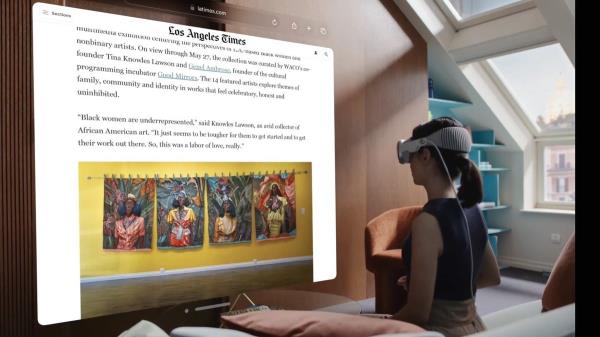 latimes.com
Sections
Los Angeles Times
multimedia exhibition centering the perspectives of L.A.-based Black women and
nonbinary artists. On view through May 27, the collection was curated by WACO's co-
founder Tina Knowles Lawson and Genel Ambrose, founder of the cultural
programming incubator Good Mirrors. The 14 featured artists explore themes of
family, community and identity in works that feel celebratory, honest and
uninhibited.
"Black women are underrepresented," said Knowles Lawson, an avid collector of
African American art. "It just seems to be tougher for them to get started and to get
their work out there. So, this was a labor of love, really."